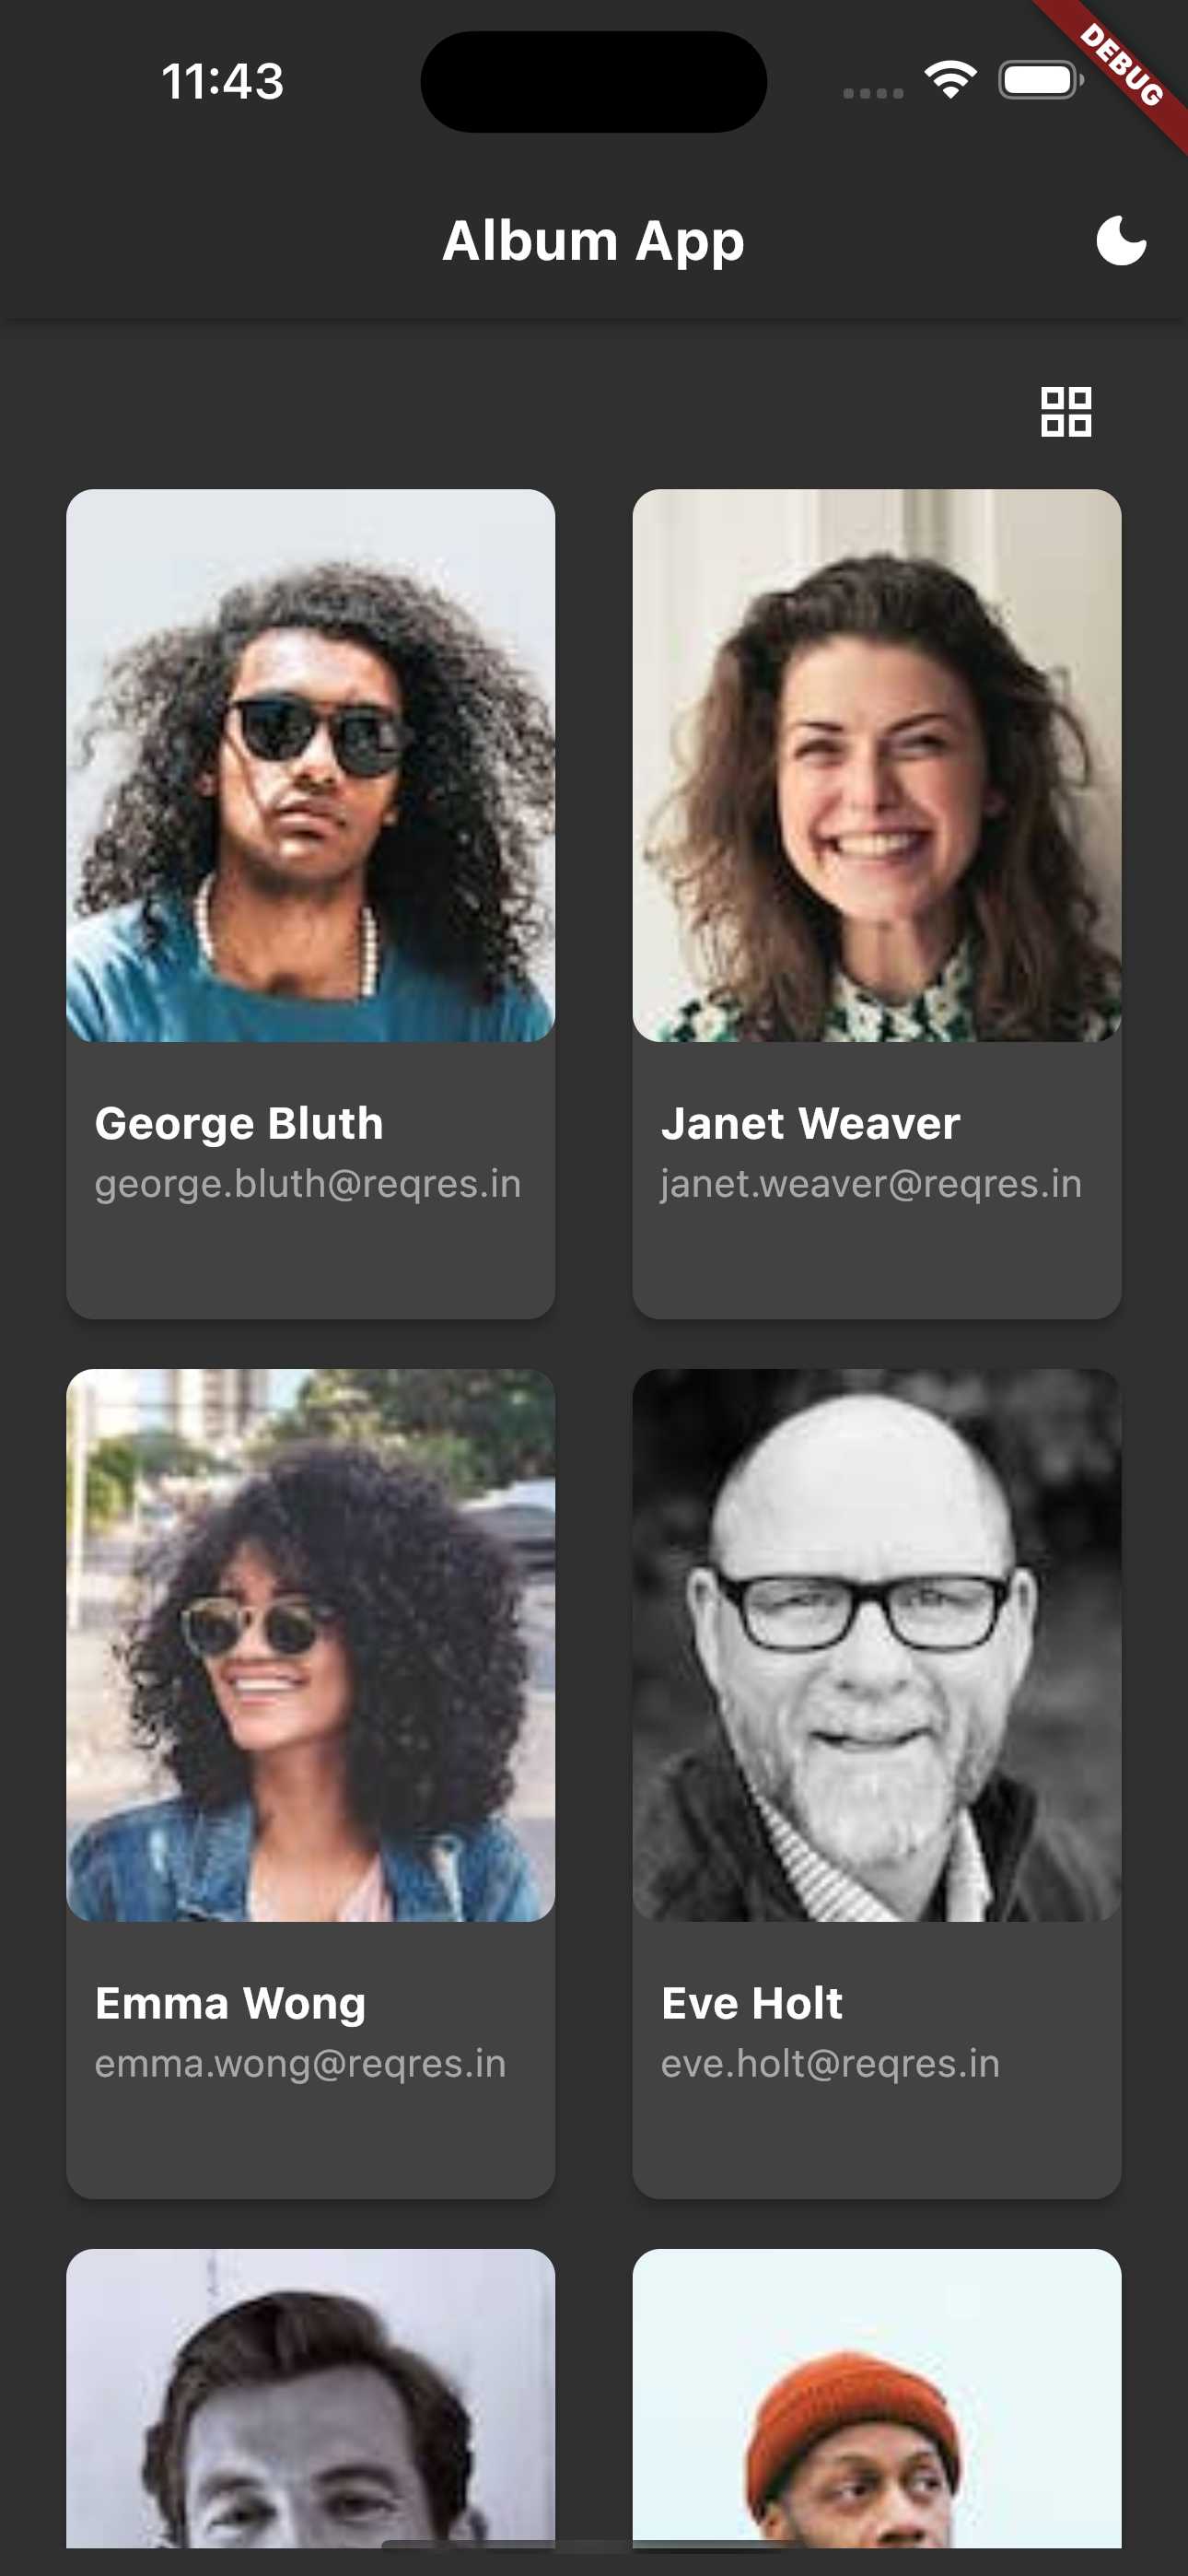 11:43
DEBUG
Album App
George Bluth
george.bluth@reqres.in
Janet Weaver
janet.weaver@reqres.in
Emma Wong
emma.wong@reqres.in
Eve Holt
eve.holt@reqres.in